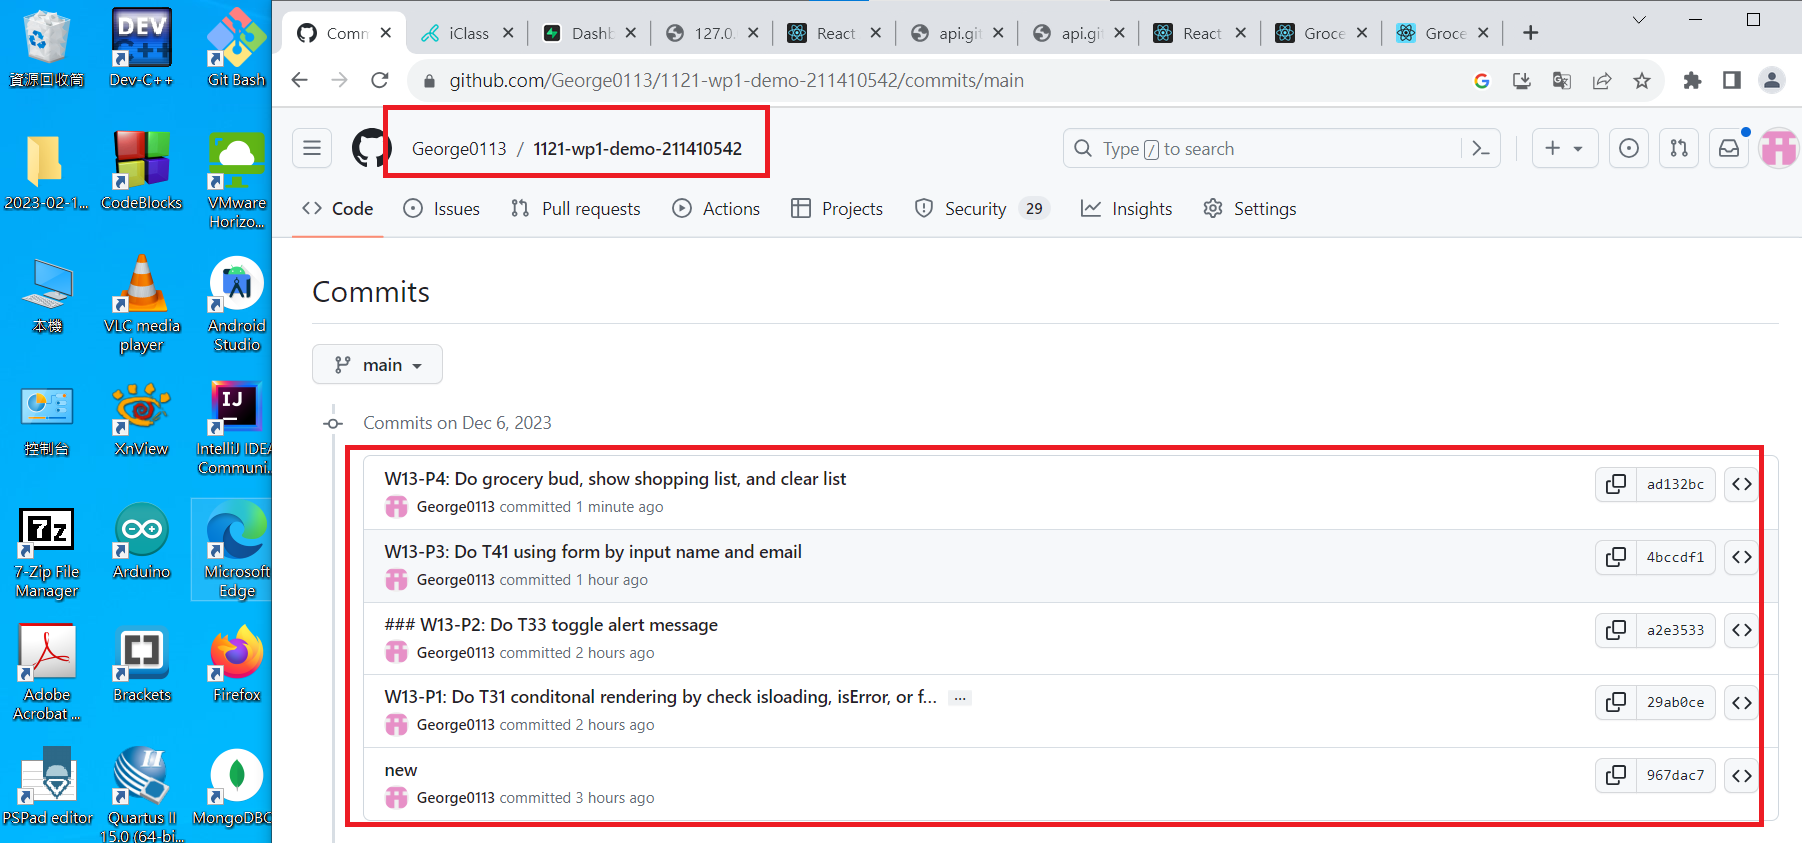 資源回收筒
Dev-C++
Git Bash
2023-02-1...
CodeBlocks
VMware
Horizo...
本機
VLC media
player
Android
Studio
控制台
XnView
IntelliJ IDEA
Communi...
7-Zip File
Manager
Arduino
Microsoft
Edge
Adobe
Acrobat ...
Brackets
Firefox
PSPad editor
Quartus II
15.0 (64-bi...
MongoDBC
DEV
C++
IJ
7z
II
Comm
iClass
Dashb
127.0.
React
api.git
api.git
React
Groce
Groce
github.com/George0113/1121-wp1-demo-211410542/commits/main
George0113 / 1121-wp1-demo-211410542
Type / to search
Code
Issues
Pull requests
Actions
Projects
Security 29
Insights
Settings
Commits
main
Commits on Dec 6, 2023
W13-P4: Do grocery bud, show shopping list, and clear list
George0113 committed 1 minute ago
ad132bc
W13-P3: Do T41 using form by input name and email
George0113 committed 1 hour ago
4bccdf1
### W13-P2: Do T33 toggle alert message
George0113 committed 2 hours ago
a2e3533
W13-P1: Do T31 conditonal rendering by check isloading, isError, or f... ...
George0113 committed 2 hours ago
29ab0ce
new
George0113 committed 3 hours ago
967dac7